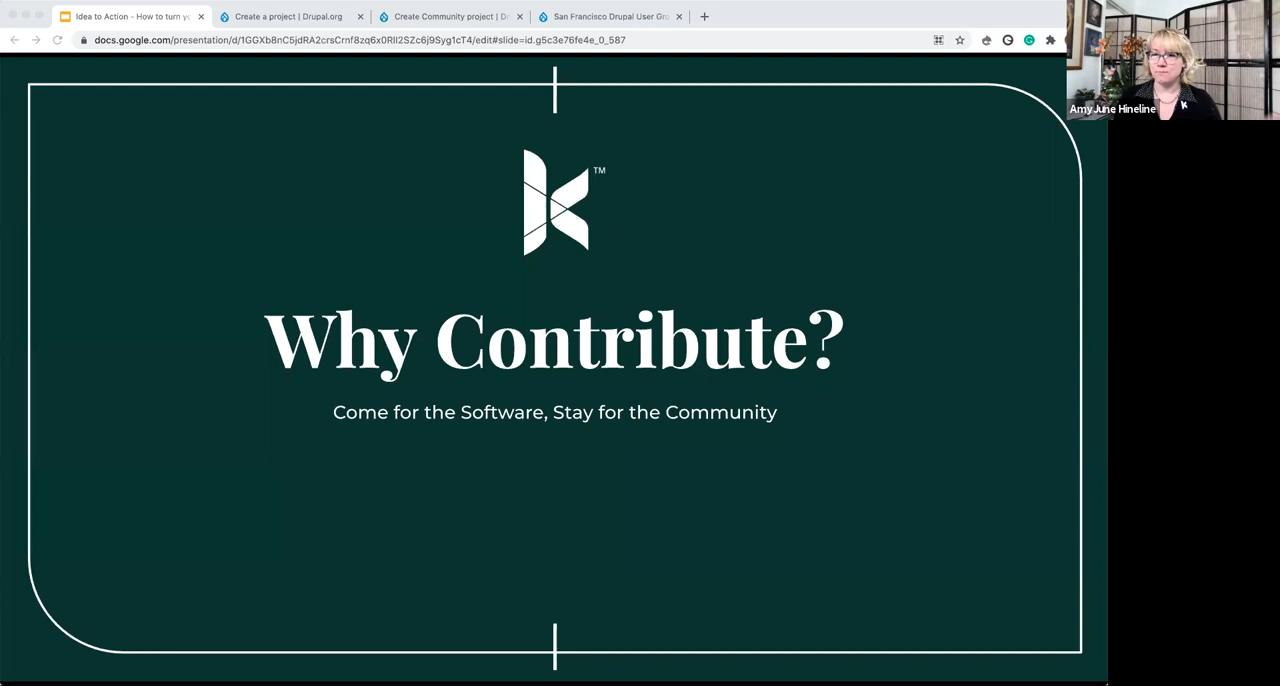 Idea to Action - How to turn yo
Create a project | Drupal.org
Create Community project | Dr
San Francisco Drupal User Gro
docs.google.com/presentation/d/1GGXb8nC5jdRA2crsCrnf8zq6x0RlI2SZc6j9Syg1cT4/edit#slide=id.g5c3e76fe4e_0_587
Amy June Hineline
TM
Why Contribute?
Come for the Software, Stay for the Community